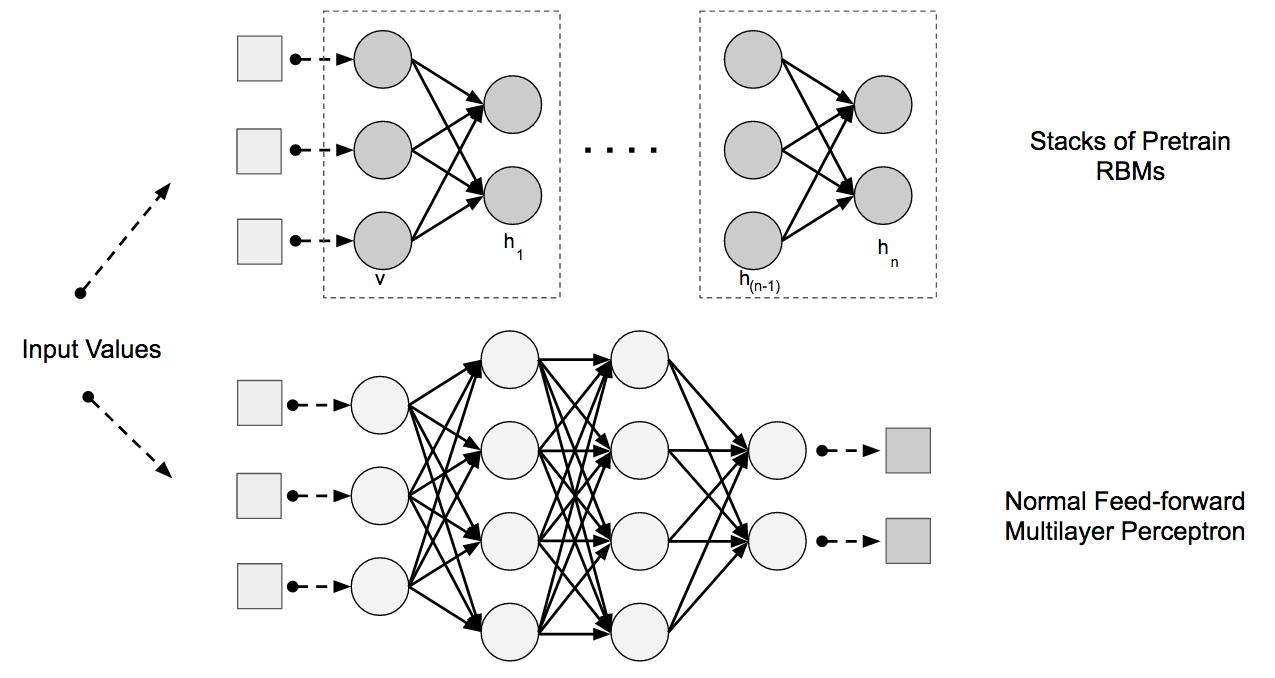 Stacks of Pretrain
RBMs
h1
hn
v
h(n-1)
Input Values
Normal Feed-forward
Multilayer Perceptron